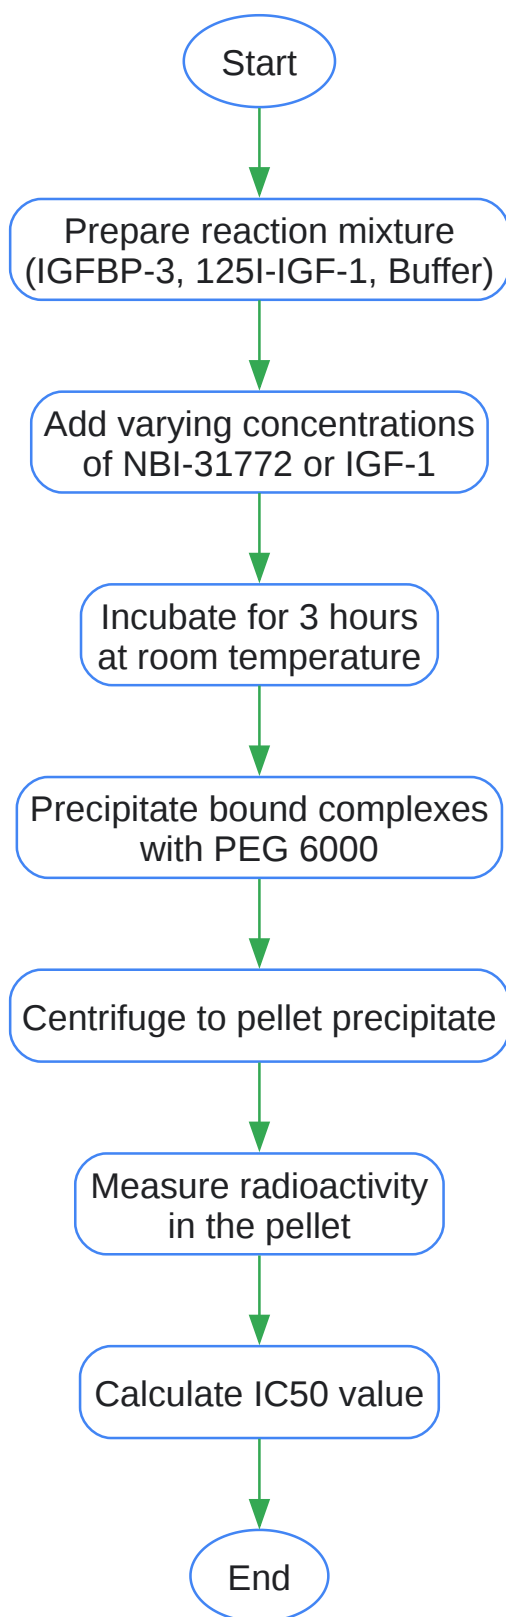 Start
Prepare reaction mixture
(IGFBP-3, 125I-IGF-1, Buffer)
Add varying concentrations
of NBI-31772 or IGF-1
Incubate for 3 hours
at room temperature
Precipitate bound complexes
with PEG 6000
Centrifuge to pellet precipitate
Measure radioactivity
in the pellet
Calculate IC50 value
End